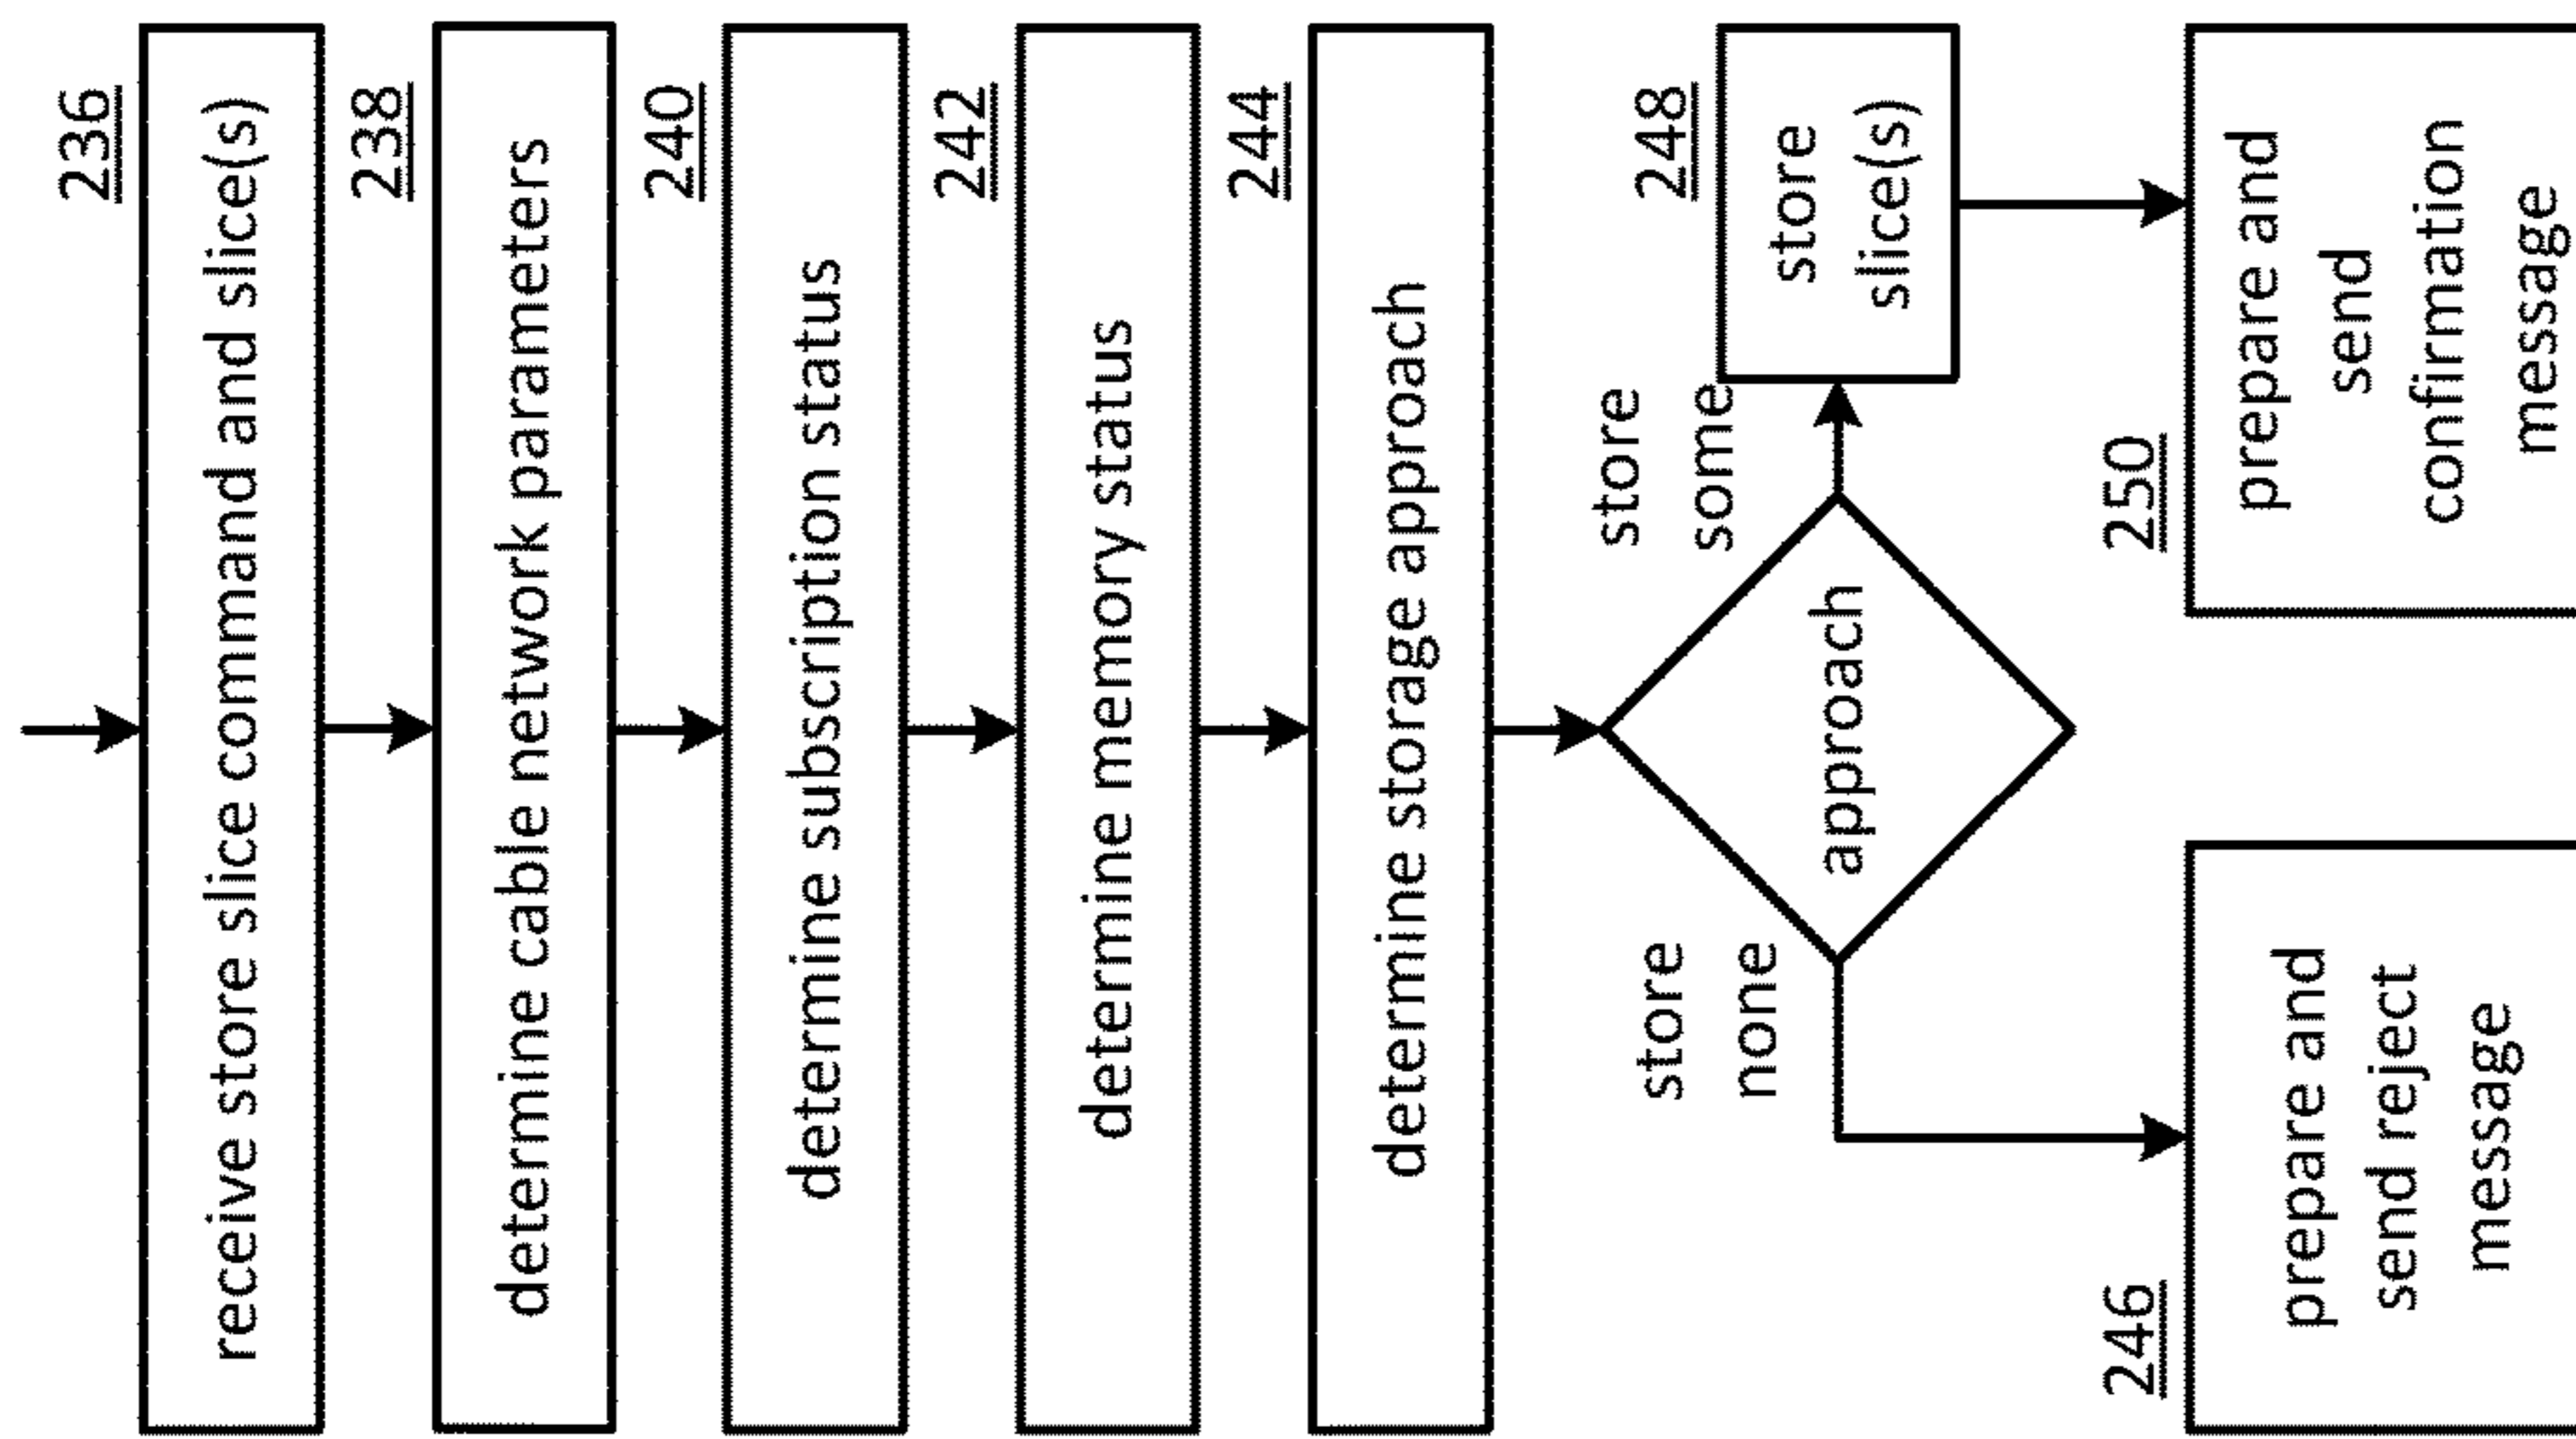 236
receive store slice command and slice(s)
238
determine cable network parameters
240
determine subscription status
242
determine memory status
244
determine storage approach
approach
store
none
store
some
248
store
slice(s)
246
prepare and
send reject
message
250
prepare and
send
confirmation
message